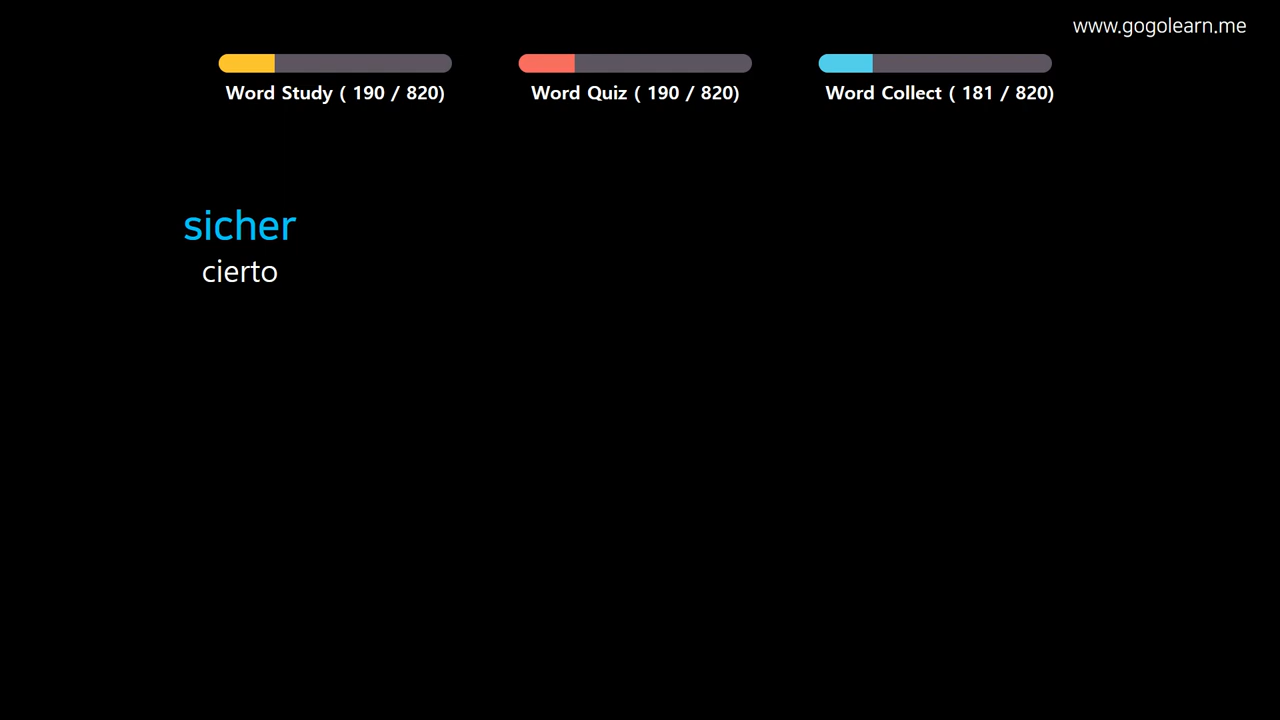 www.gogolearn.me
Word Study ( 190 / 820)
Word Quiz ( 190 / 820)
Word Collect ( 181 / 820)
sicher
cierto